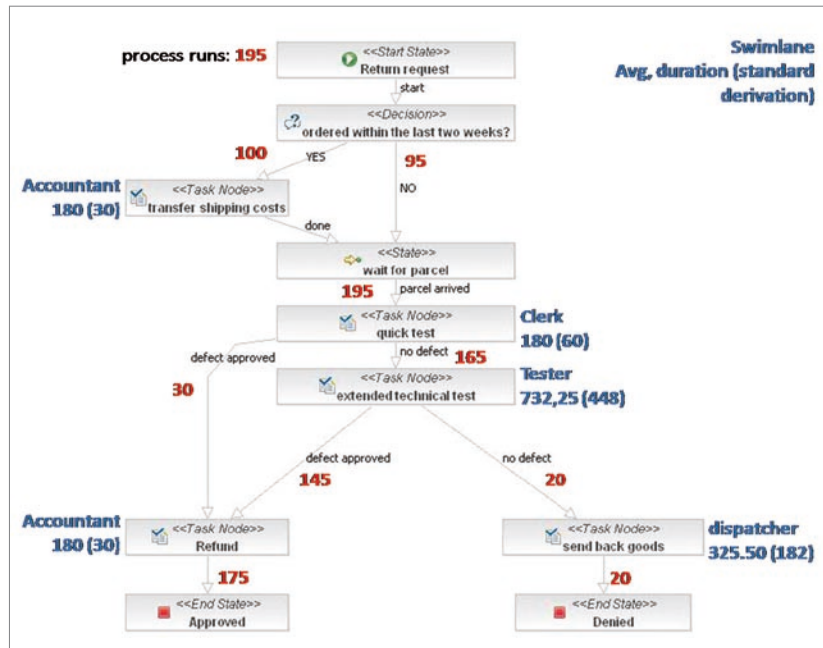 process runs: 195
<<Start State>>
Return request
Swimlane
Avg, duration (standard
derivation)
start
<<Decision>>
ordered within the last two weeks?
100
YES
95
NO
Accountant
180 (30)
<<Task Node>>
transfer shipping costs
done
<<State>>
wait for parcel
195
parcel arrived
<<Task Node>>
quick test
Clerk
180 (60)
defect approved
no defect
165
30
<<Task Node>>
extended technical test
Tester
732,25 (448)
defect approved
145
no defect
20
Accountant
180 (30)
<<Task Node>>
Refund
<<Task Node>>
send back goods
dispatcher
325.50 (182)
175
20
<<End State>>
Approved
<<End State>>
Denied